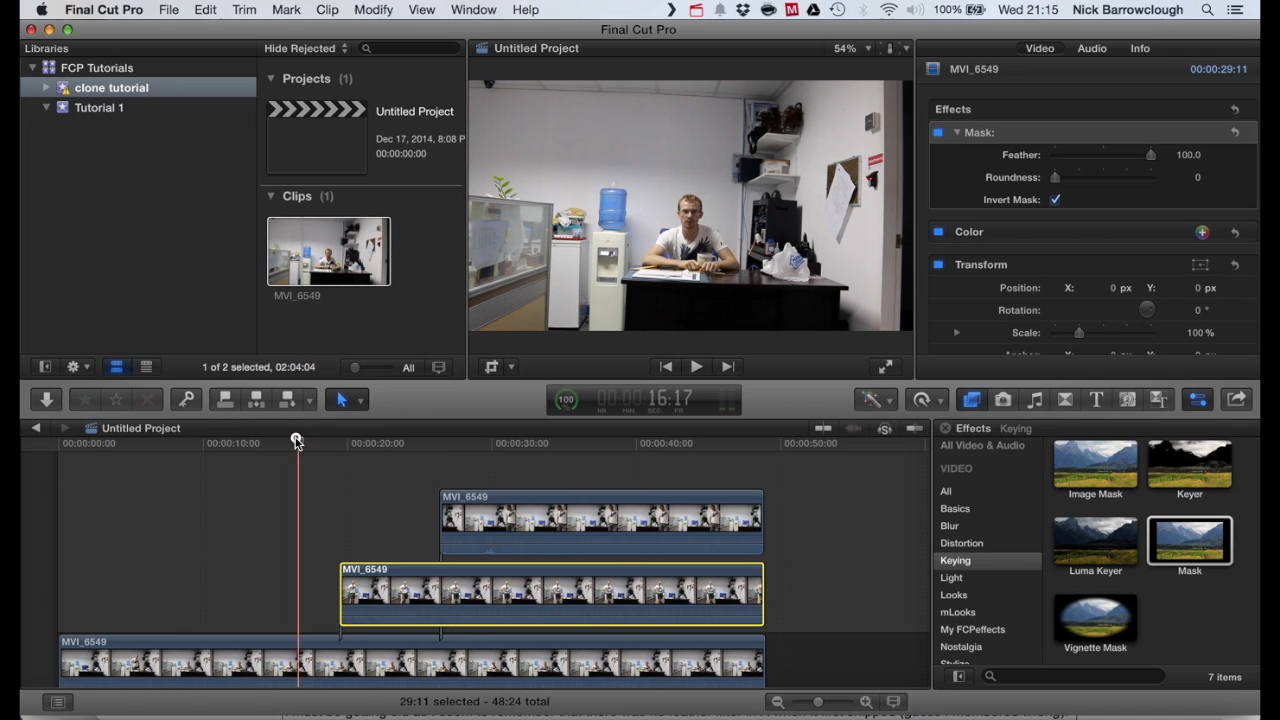 Final Cut Pro File Edit Trim Mark Clip Modify View Window Help 100% Wed 21:15 Nick Barrowclough
Final Cut Pro
Libraries
Hide Rejected
Untitled Project
54%
Video Audio Info
FCP Tutorials
clone tutorial
Tutorial 1
Projects (1)
Untitled Project
Dec 17, 2014, 8:08 P
00:00:00:00
Clips (1)
MVI_6549
MVI_6549 00:00:29:11
Effects
Mask:
Feather: 100.0
Roundness: 0
Invert Mask:
Color
Transform
Position: X: 0 px Y: 0 px
Rotation: 0 °
Scale: 100 %
1 of 2 selected, 02:04:04
All
100 % 00:00:16:17
HR MIN SEC FR
Untitled Project
00:00:00:00 00:00:10:00 00:00:20:00 00:00:30:00 00:00:40:00 00:00:50:00
MVI_6549
MVI_6549
MVI_6549
Effects Keying
All Video & Audio
VIDEO
All
Basics
Blur
Distortion
Keying
Light
Looks
mLooks
My FCPeffects
Nostalgia
Stylize
Image Mask Keyer
Luma Keyer Mask
Vignette Mask
7 items
29:11 selected - 48:24 total